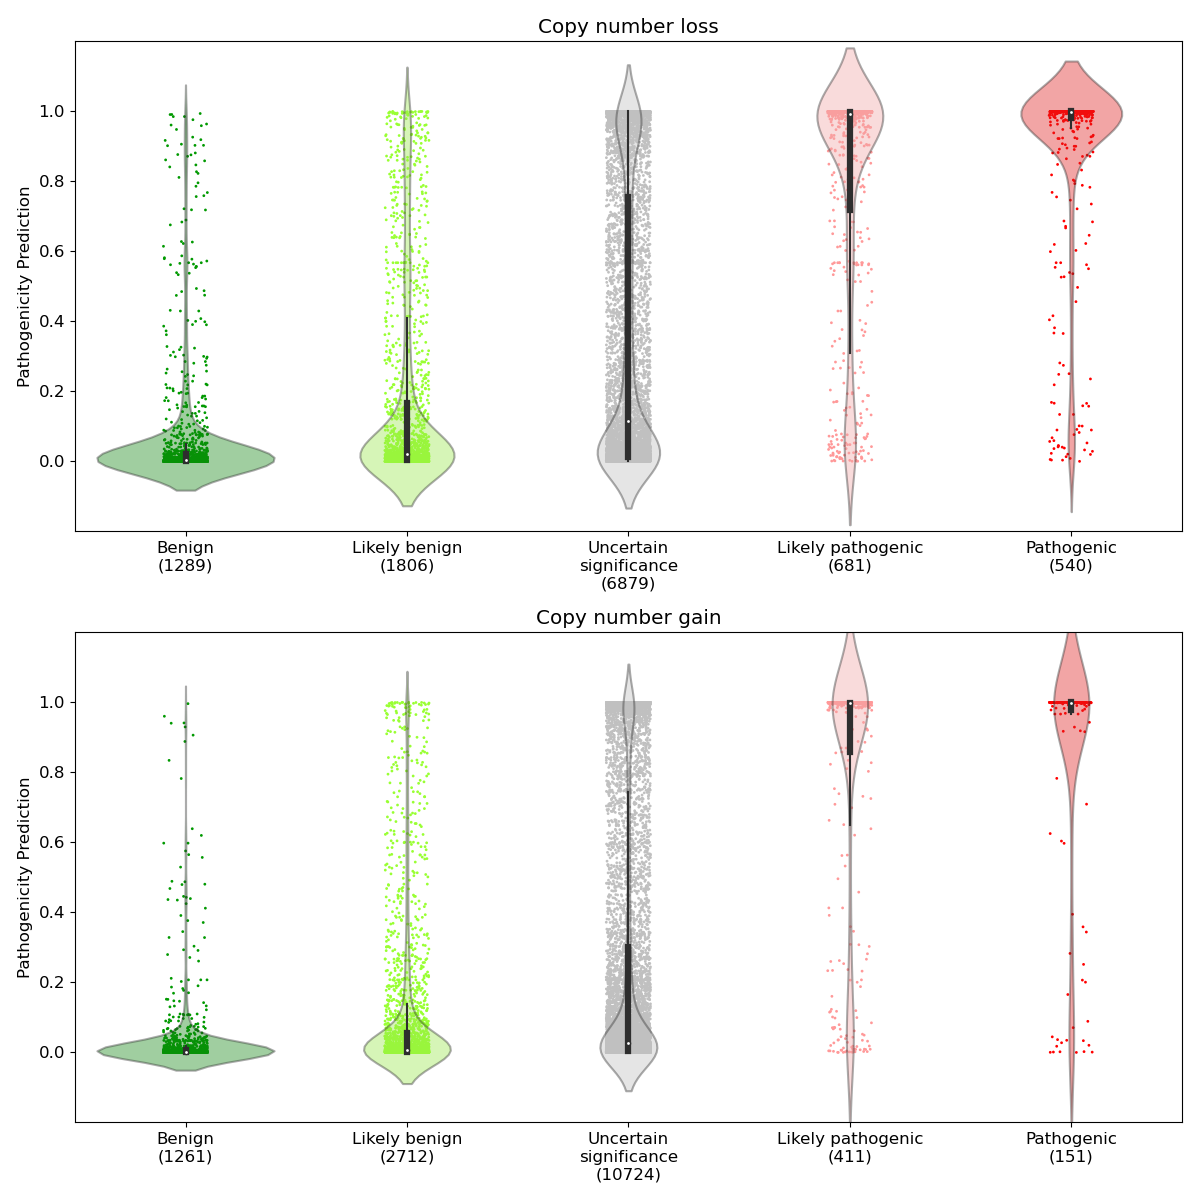 Copy number loss
Pathogenicity Prediction
1.0
0.8
0.6
0.4
0.2
0.0
Benign
(1289)
Likely benign
(1806)
Uncertain
significance
(6879)
Likely pathogenic
(681)
Pathogenic
(540)
Copy number gain
Pathogenicity Prediction
1.0
0.8
0.6
0.4
0.2
0.0
Benign
(1261)
Likely benign
(2712)
Uncertain
significance
(10724)
Likely pathogenic
(411)
Pathogenic
(151)